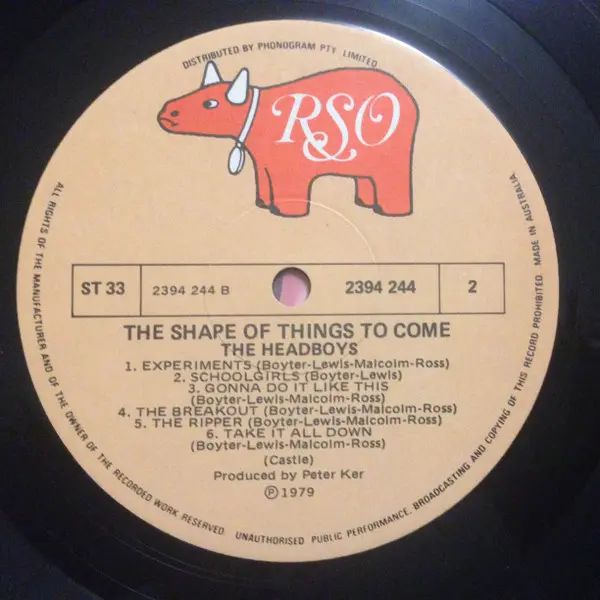 DISTRIBUTED BY PHONOGRAM PTY. LIMITED.
RSO
ST 33
2394 244 B
2394 244
2
THE SHAPE OF THINGS TO COME
THE HEADBOYS
1. EXPERIMENTS (Boyter-Lewis-Malcolm-Ross)
2. SCHOOLGIRLS (Boyter-Lewis)
3. GONNA DO IT LIKE THIS
(Boyter-Lewis-Malcolm-Ross)
4. THE BREAKOUT (Boyter-Lewis-Malcolm-Ross)
5. THE RIPPER (Boyter-Lewis-Malcolm-Ross)
6. TAKE IT ALL DOWN
(Boyter-Lewis-Malcolm-Ross)
(Castle)
Produced by Peter Ker
℗ 1979
ALL RIGHTS OF THE MANUFACTURER AND OF THE OWNER OF THE RECORDED WORK RESERVED. UNAUTHORISED PUBLIC PERFORMANCE, BROADCASTING AND COPYING OF THIS RECORD PROHIBITED. MADE IN AUSTRALIA.